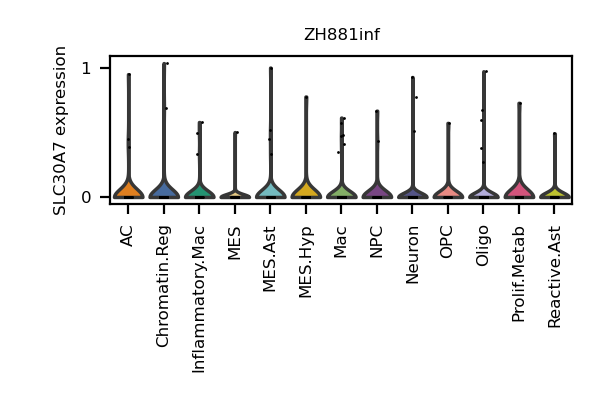 ZH881inf
SLC30A7 expression
1
0
AC
Chromatin.Reg
Inflammatory.Mac
MES
MES.Ast
MES.Hyp
Mac
NPC
Neuron
OPC
Oligo
Prolif.Metab
Reactive.Ast